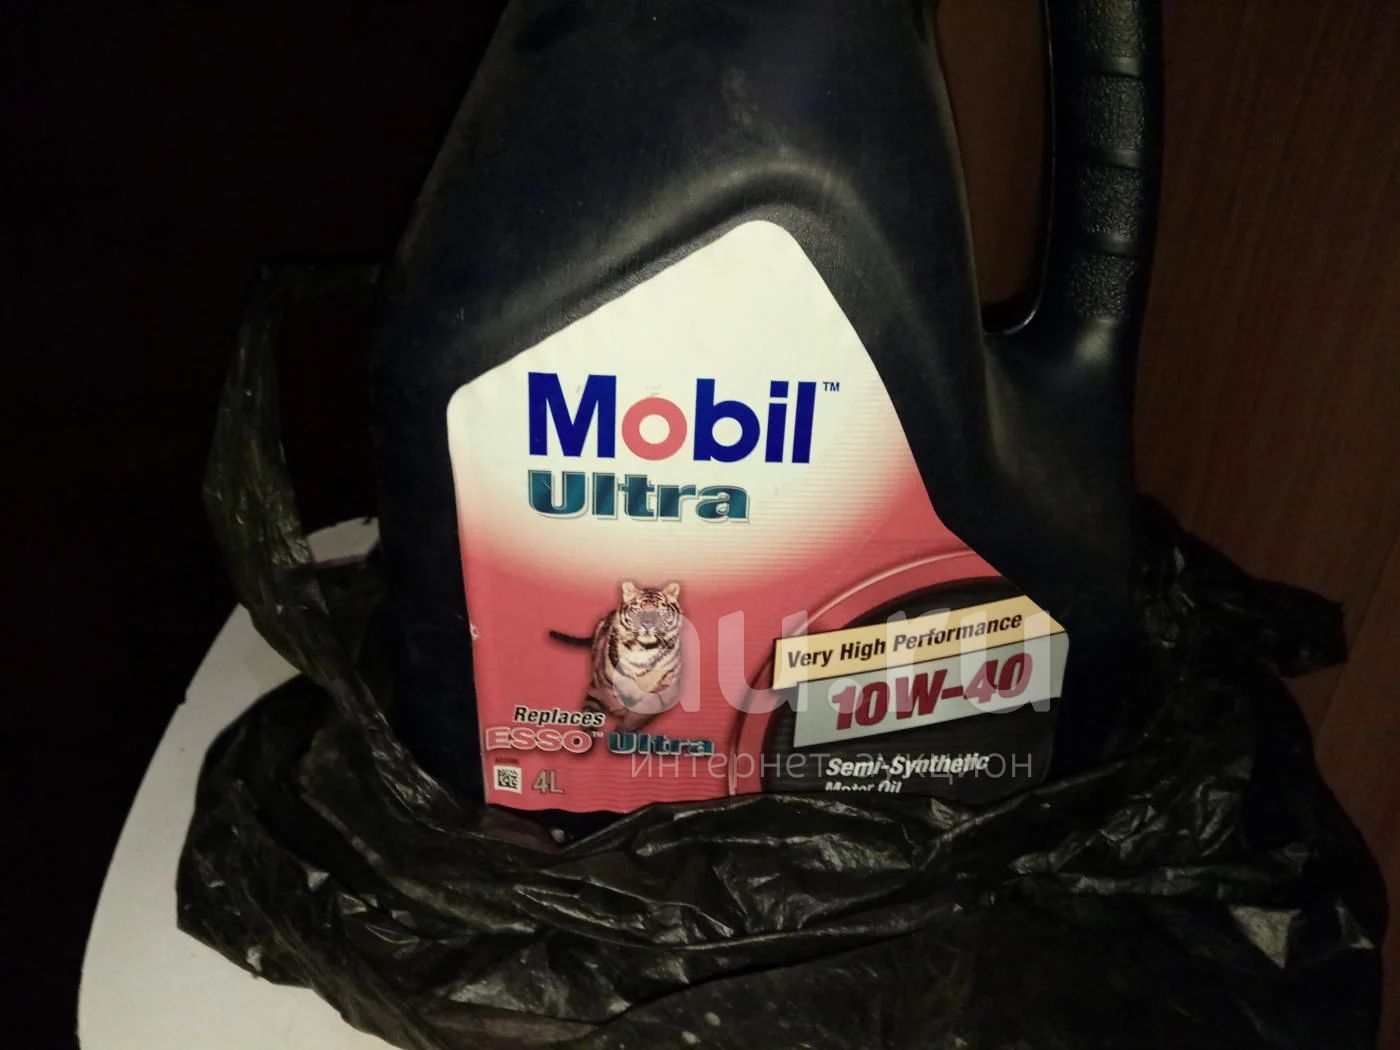 Mobil™
Ultra
Very High Performance
10W-40
Semi-Synthetic
Motor Oil
Replaces
ESSO™ Ultra
4L
au.ru
интернет-аукцион